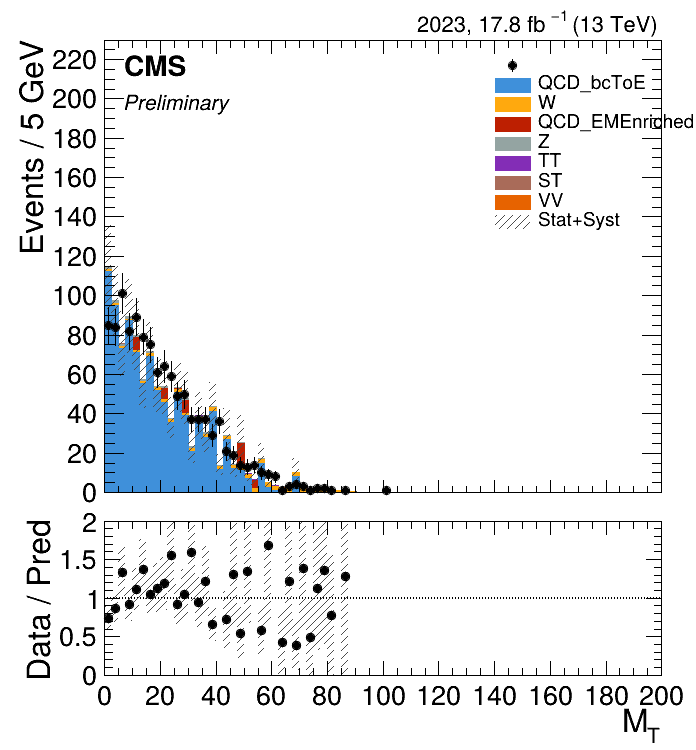 2023, 17.8 fb⁻¹ (13 TeV)
CMS
Preliminary
QCD_bcToE
W
QCD_EMEnriched
Z
TT
ST
VV
Stat+Syst
Events / 5 GeV
220
200
180
160
140
120
100
80
60
40
20
0
Data / Pred
2
1.5
1
0.5
0
0 20 40 60 80 100 120 140 160 180 200
M_T